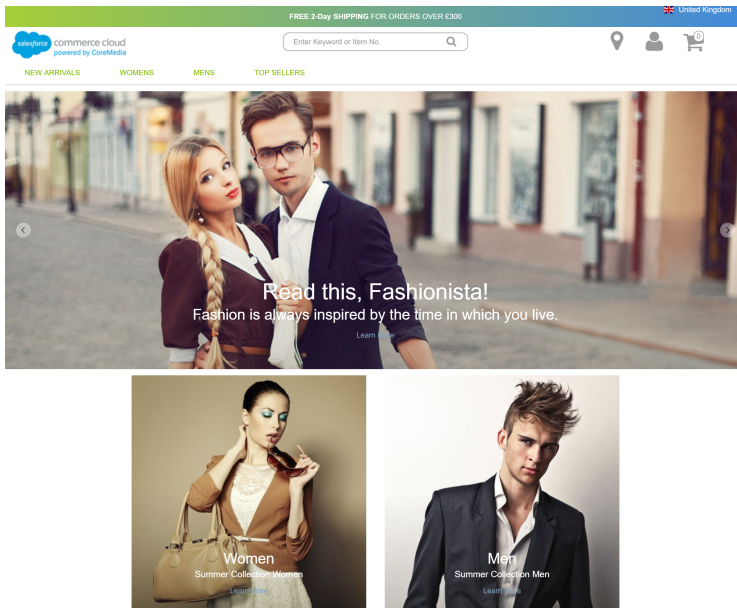 United Kingdom
FREE 2-Day SHIPPING FOR ORDERS OVER £300
salesforce commerce cloud
powered by CoreMedia
Enter Keyword or Item No.
0
NEW ARRIVALS WOMENS MENS TOP SELLERS
Read this, Fashionista!
Fashion is always inspired by the time in which you live.
Learn More
Women
Summer Collection Women
Learn More
Men
Summer Collection Men
Learn More